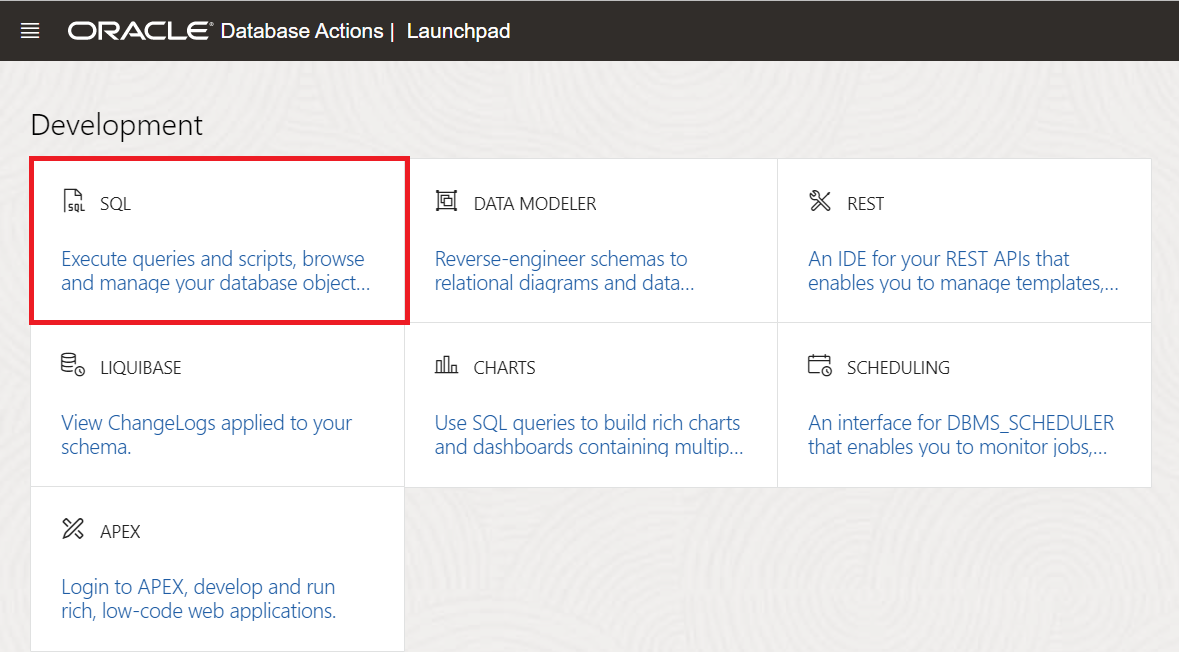 ORACLE® Database Actions | Launchpad
Development
SQL
SQL
Execute queries and scripts, browse
and manage your database object...
DATA MODELER
Reverse-engineer schemas to
relational diagrams and data...
REST
An IDE for your REST APIs that
enables you to manage templates,...
LIQUIBASE
View ChangeLogs applied to your
schema.
CHARTS
Use SQL queries to build rich charts
and dashboards containing multip...
SCHEDULING
An interface for DBMS_SCHEDULER
that enables you to monitor jobs,...
APEX
Login to APEX, develop and run
rich, low-code web applications.